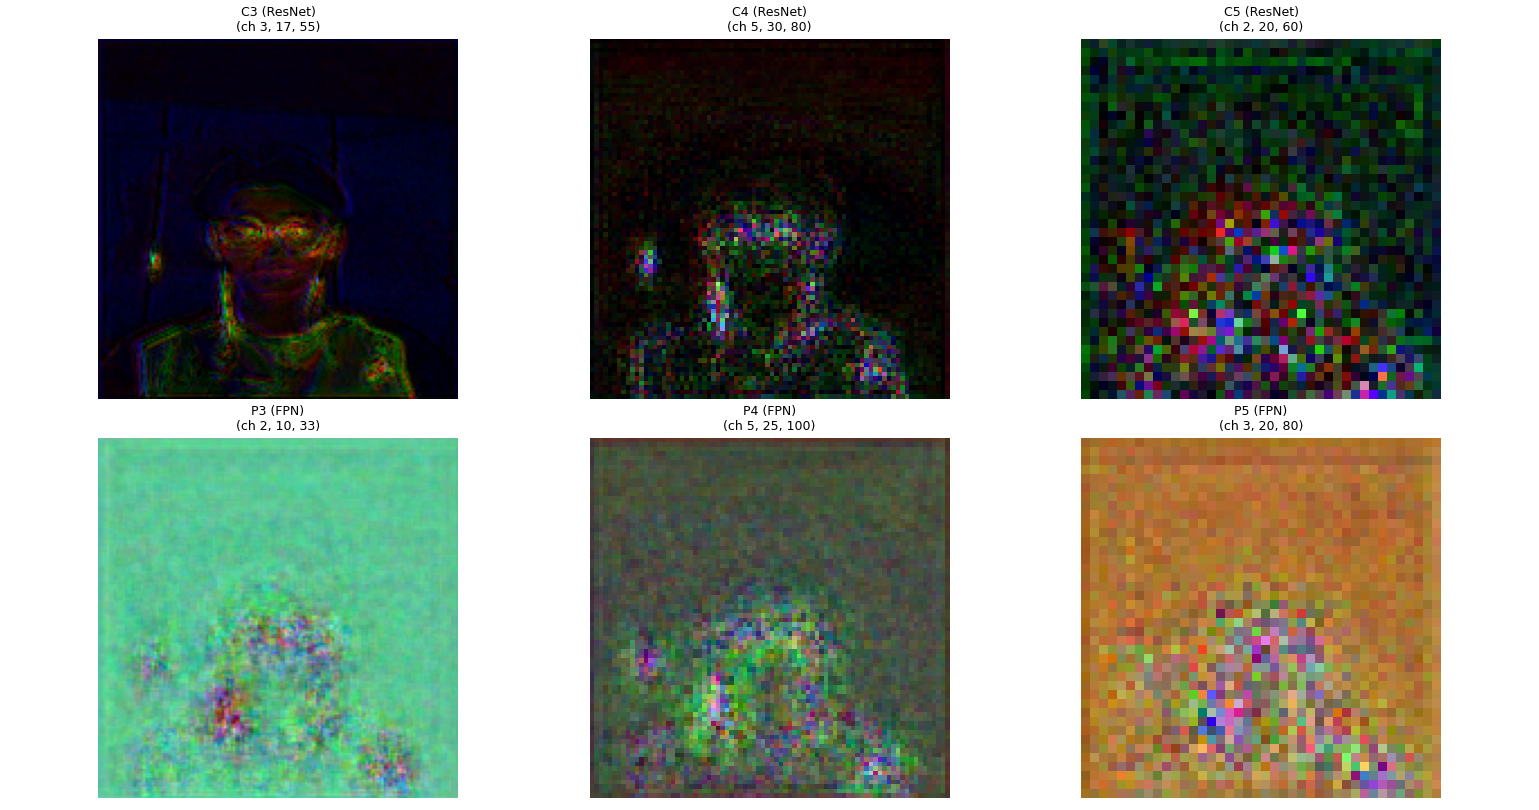 C3 (ResNet)
(ch 3, 17, 55)
C4 (ResNet)
(ch 5, 30, 80)
C5 (ResNet)
(ch 2, 20, 60)
P3 (FPN)
(ch 2, 10, 33)
P4 (FPN)
(ch 5, 25, 100)
P5 (FPN)
(ch 3, 20, 80)